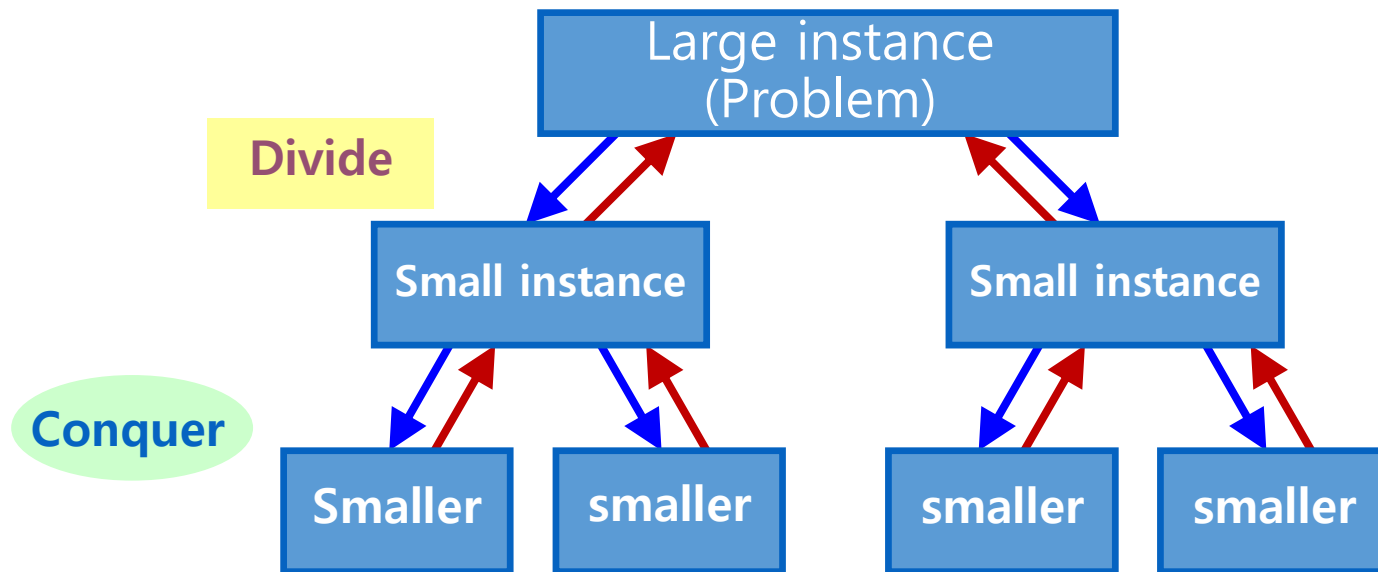 Large instance
(Problem)
Divide
Small instance
Small instance
Conquer
Smaller
smaller
smaller
smaller